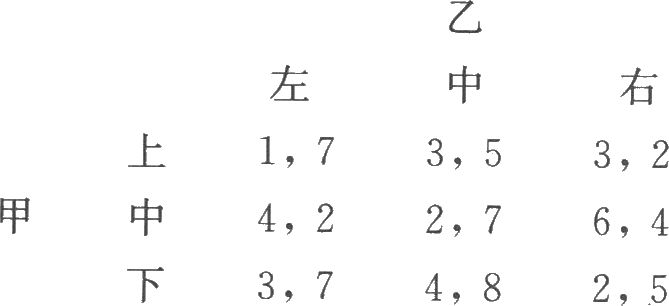 乙
左 中 右
上 1，7 3，5 3，2
甲 中 4，2 2，7 6，4
下 3，7 4，8 2，5